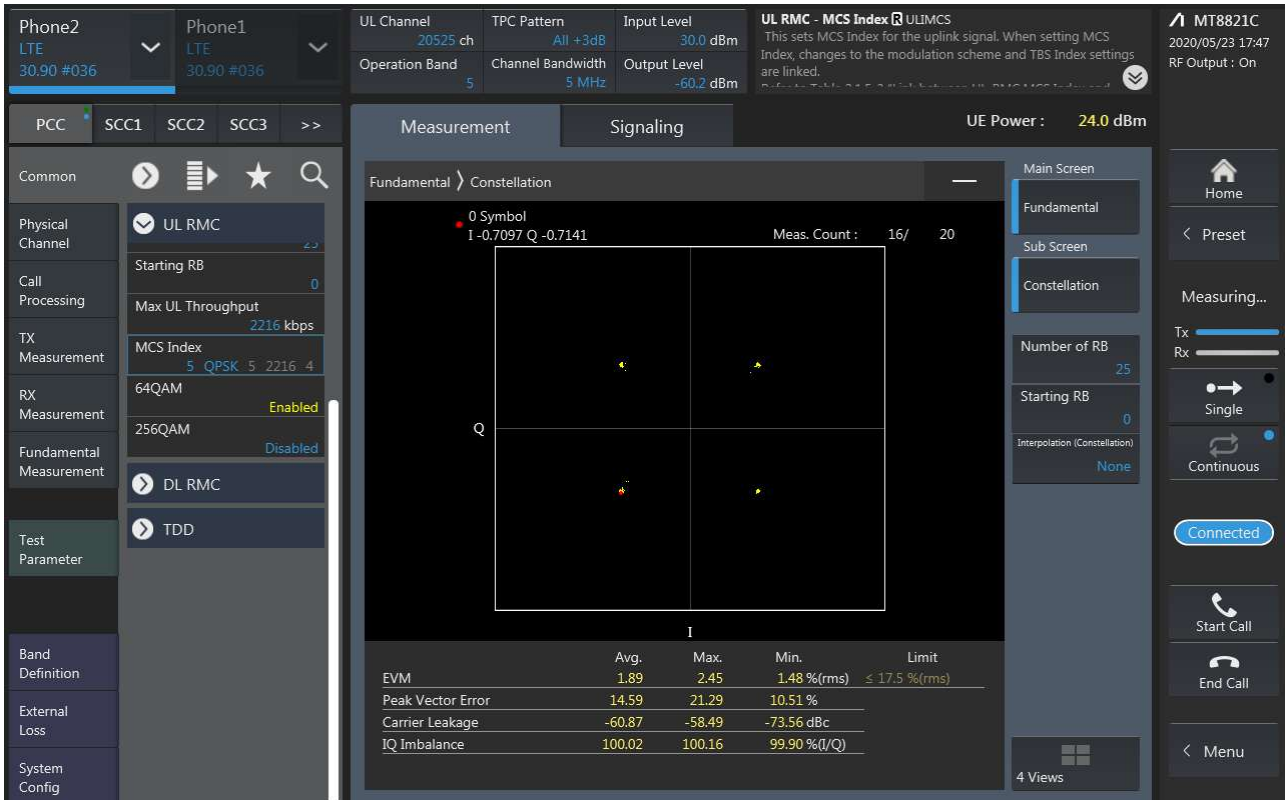 Phone2
LTE
30.90 #036
Phone1
LTE
30.90 #036
UL Channel
20525 ch
Operation Band
5
TPC Pattern
All +3dB
Channel Bandwidth
5 MHz
Input Level
30.0 dBm
Output Level
-60.2 dBm
UL RMC - MCS Index R ULIMCS
This sets MCS Index for the uplink signal. When setting MCS
Index, changes to the modulation scheme and TBS Index settings
are linked.
MT8821C
2020/05/23 17:47
RF Output : On
PCC SCC1 SCC2 SCC3 >>
Common
Physical
Channel
Call
Processing
TX
Measurement
RX
Measurement
Fundamental
Measurement
Test
Parameter
Band
Definition
External
Loss
System
Config
UL RMC
25
Starting RB
0
Max UL Throughput
2216 kbps
MCS Index
5 QPSK 5 2216 4
64QAM
Enabled
256QAM
Disabled
DL RMC
TDD
Measurement
Signaling
UE Power : 24.0 dBm
Fundamental > Constellation
0 Symbol
I -0.7097 Q -0.7141
Meas. Count : 16/ 20
Q
I
Avg. Max. Min. Limit
EVM 1.89 2.45 1.48 %(rms) ≤ 17.5 %(rms)
Peak Vector Error 14.59 21.29 10.51 %
Carrier Leakage -60.87 -58.49 -73.56 dBc
IQ Imbalance 100.02 100.16 99.90 %(I/Q)
Main Screen
Fundamental
Sub Screen
Constellation
Number of RB
25
Starting RB
0
Interpolation (Constellation)
None
4 Views
Home
< Preset
Measuring...
Tx
Rx
Single
Continuous
Connected
Start Call
End Call
< Menu